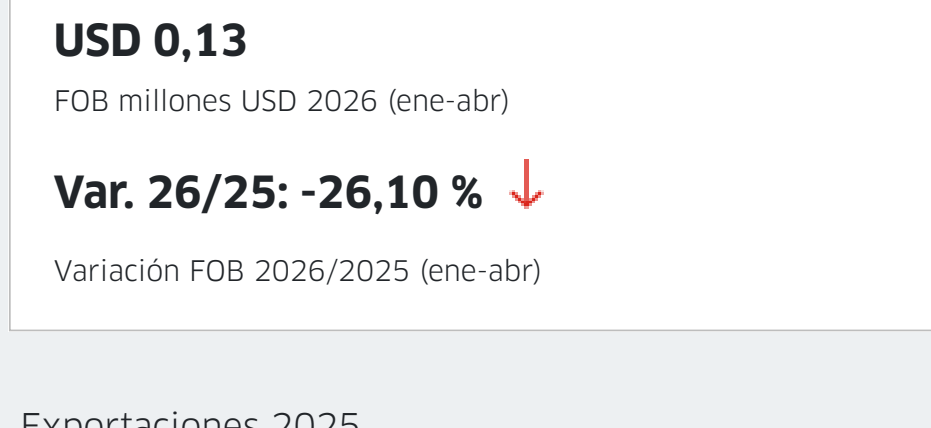 USD 0,13
FOB millones USD 2026 (ene-abr)
Var. 26/25: -26,10 %
Variación FOB 2026/2025 (ene-abr)
Exportaciones 2025